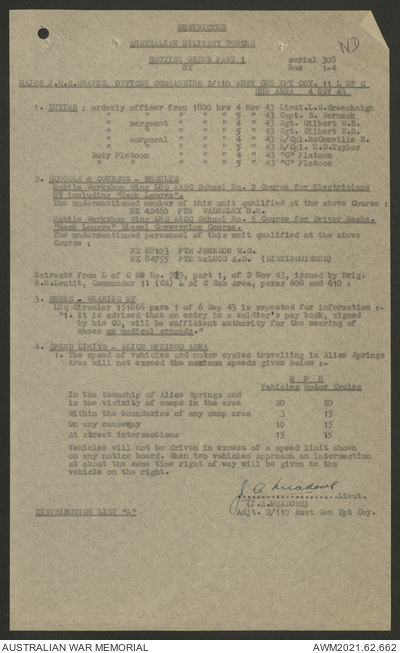 RESTRICTED
ND
AUSTRALIAN MILITARY FORCES
ROUTINE ORDER PART 1 serial 308
BY Nos 1-4
MAJOR J.W.S. GRAVES, OFFICER COMMANDING 2/110 AUST GEN TPT COY. 11 L OF C
SUB AREA 4 NOV 43
1. DUTIES : orderly officer from 1800 hrs 4 Nov 43 Lieut.L.G.Greenhaigh
" " " " " 5 " 43 Capt. S. Sernack
" sergeant " " " 4 " 43 Sgt. Gilbert W.H.
" " " " " 5 " 43 Sgt. Gilbert K.B.
" corporal " " " 4 " 43 L/Cpl.McConville R.
" " " " " 5 " 43 L/Cpl. H.D.Taylor
Duty Platoon " " " 4 " 43 "C" Platoon
" " " " " 5 " 43 "C" Platoon
2. SCHOOLS & COURSES - RESULTS
Mobile Workshop Wing LHQ AASC School No. 2 Course for Electricians
MV including "Mack Lanova".
The undermentioned member of this unit qualified at the above Course :
NX 49460 PTE WALMSLEY D.R.
Mobile Workshop Wing LHQ AASC School No. 4 Course for Driver Mechs.
"Mack Lanova" Diesel Conversion Course.
The undermentioned personnel of this unit qualified at the above
Course :
NX 88103 PTE JOHNSON W.G.
NX 84753 PTE McLEOD A.D. (DISTINGUISHED)
Extracts from L of C RO No. 719, part 1, of 2 Nov 43, issued by Brig.
Loutit, Commander 11 (CA) L of C Sub Area, paras 608 and 610 :
3. SHOES - WEARING OF
LHQ Circular 151868 para 1 of 6 Sep 43 is repeated for information :-
"1. It is advised that an entry in a soldier's pay book, signed
by his CO, will be sufficient authority for the wearing of
shoes on medical grounds."
4. SPEED LIMITS - ALICE SPRINGS AREA
1. The speed of vehicles and motor cycles travelling in Alice Springs
Area will not exceed the maximum speeds given below :-
M P H
Vehicles Motor Cycles
In the township of Alice Springs and
in the vicinity of camps in the area 20 20
Within the boundaries of any camp area 3 15
On any causeway 10 15
At street intersections 15 15
Vehicles will not be driven in excess of a speed limit shown
on any notice board. When two vehicles approach an intersection
at about the same time right of way will be given to the
vehicle on the right.
J. A. Meadows Lieut.
(J.A.MEADOWS)
DISTRIBUTION LIST "A" Adjt. 2/110 Aust Gen Tpt Coy.
AUSTRALIAN WAR MEMORIAL AWM2021.62.662